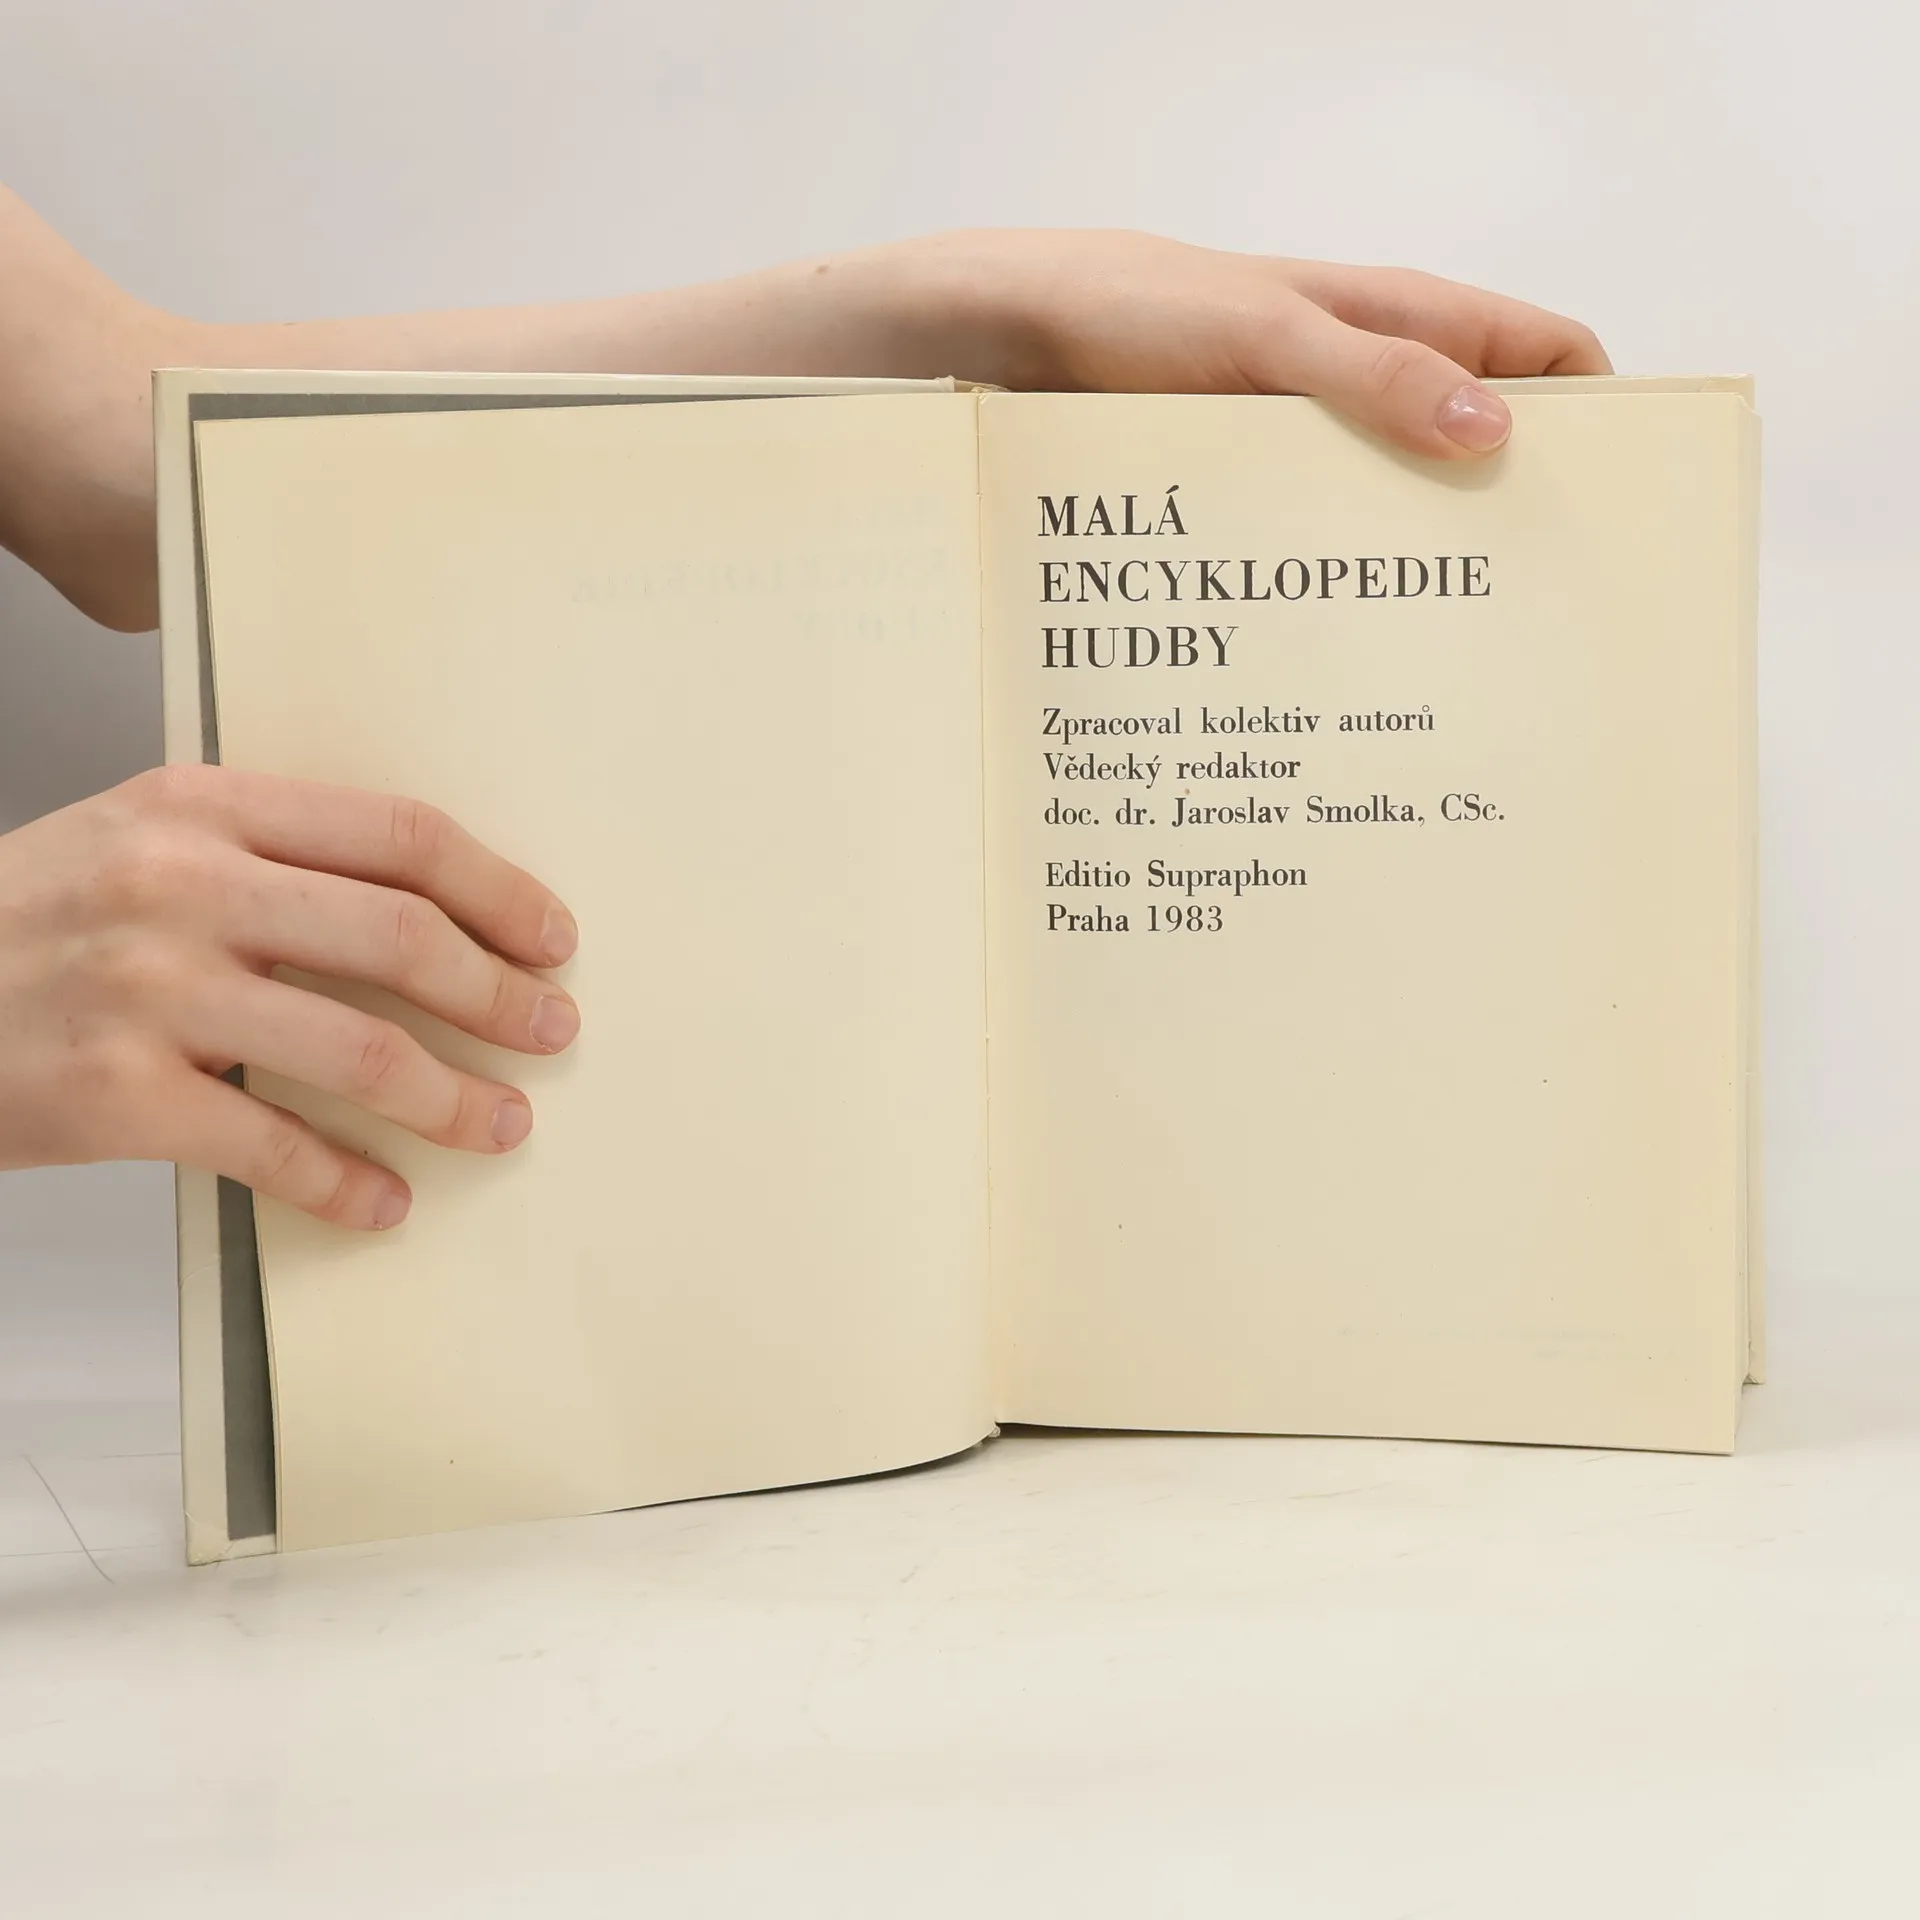 MALÁ
ENCYKLOPEDIE
HUDBY
Zpracoval kolektiv autorů
Vědecký redaktor
doc. dr. Jaroslav Smolka, CSc.
Editio Supraphon
Praha 1983